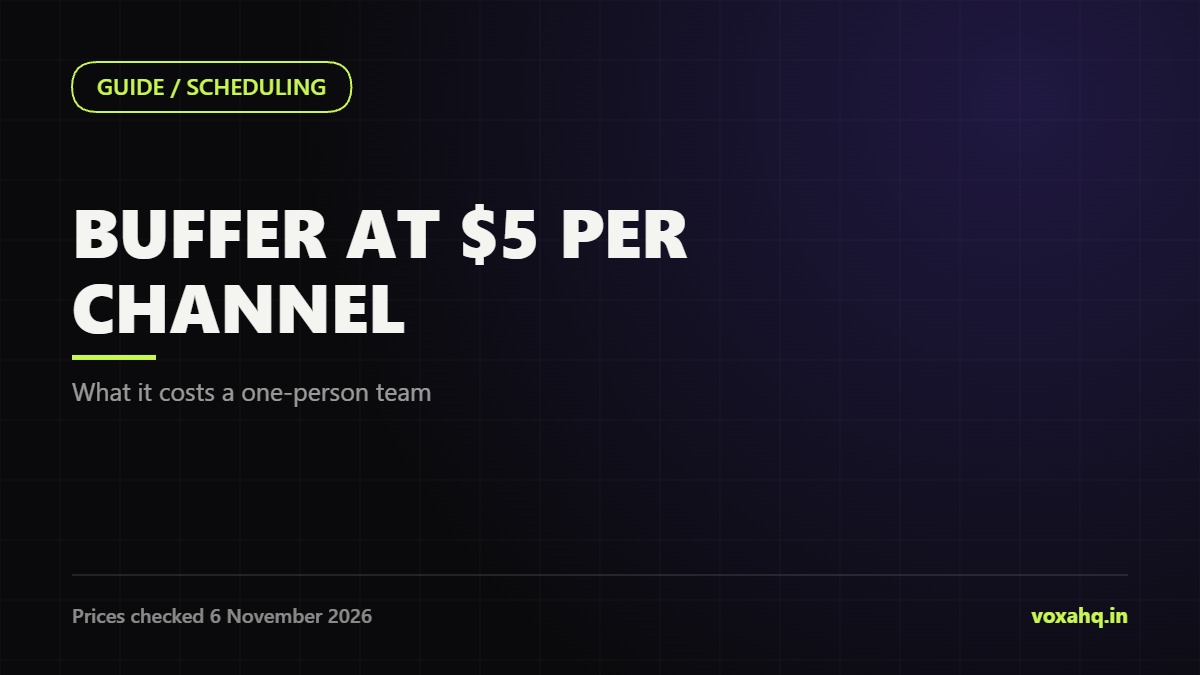 GUIDE / SCHEDULING
BUFFER AT $5 PER
CHANNEL
What it costs a one-person team
Prices checked 6 November 2026
voxahq.in